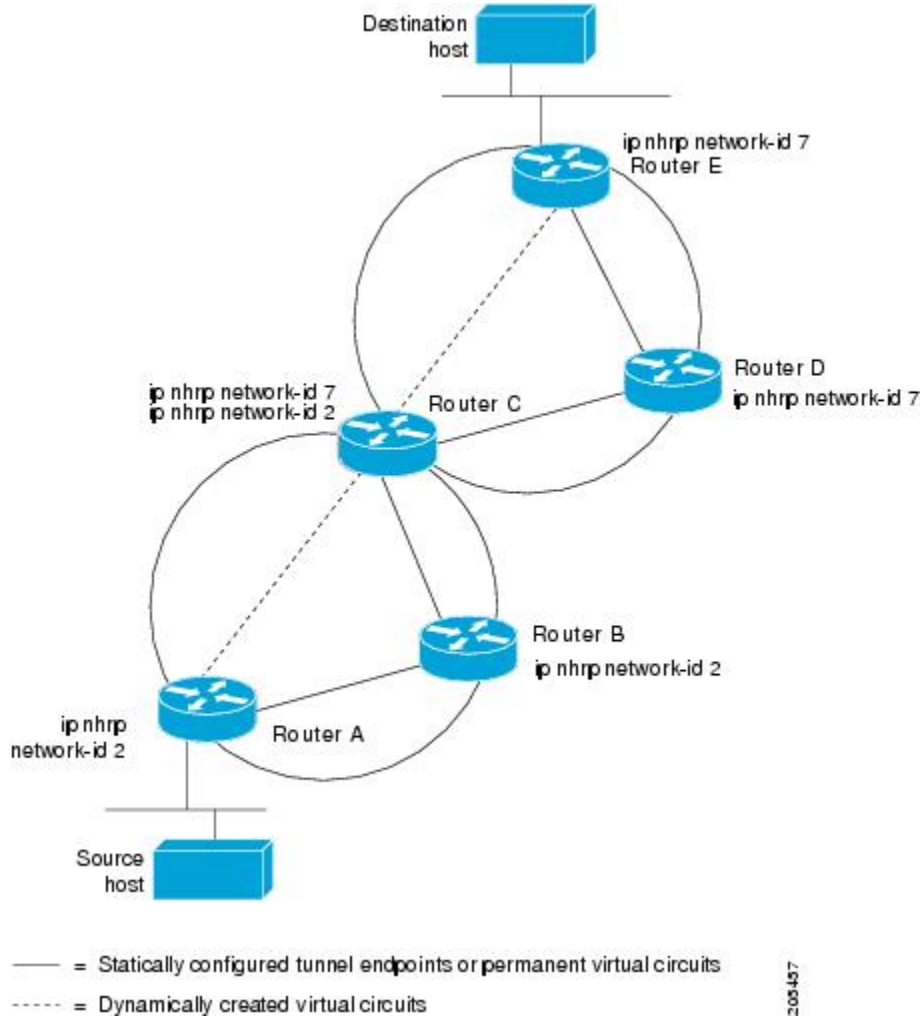 Destination
host
ip nhrp network-id 7
Router E
Router D
ip nhrp network-id 7
ip nhrp network-id 7
ip nhrp network-id 2
Router C
Router B
ip nhrp network-id 2
ip nhrp
network-id 2
Router A
Source
host
= Statically configured tunnel endpoints or permanent virtual circuits
= Dynamically created virtual circuits